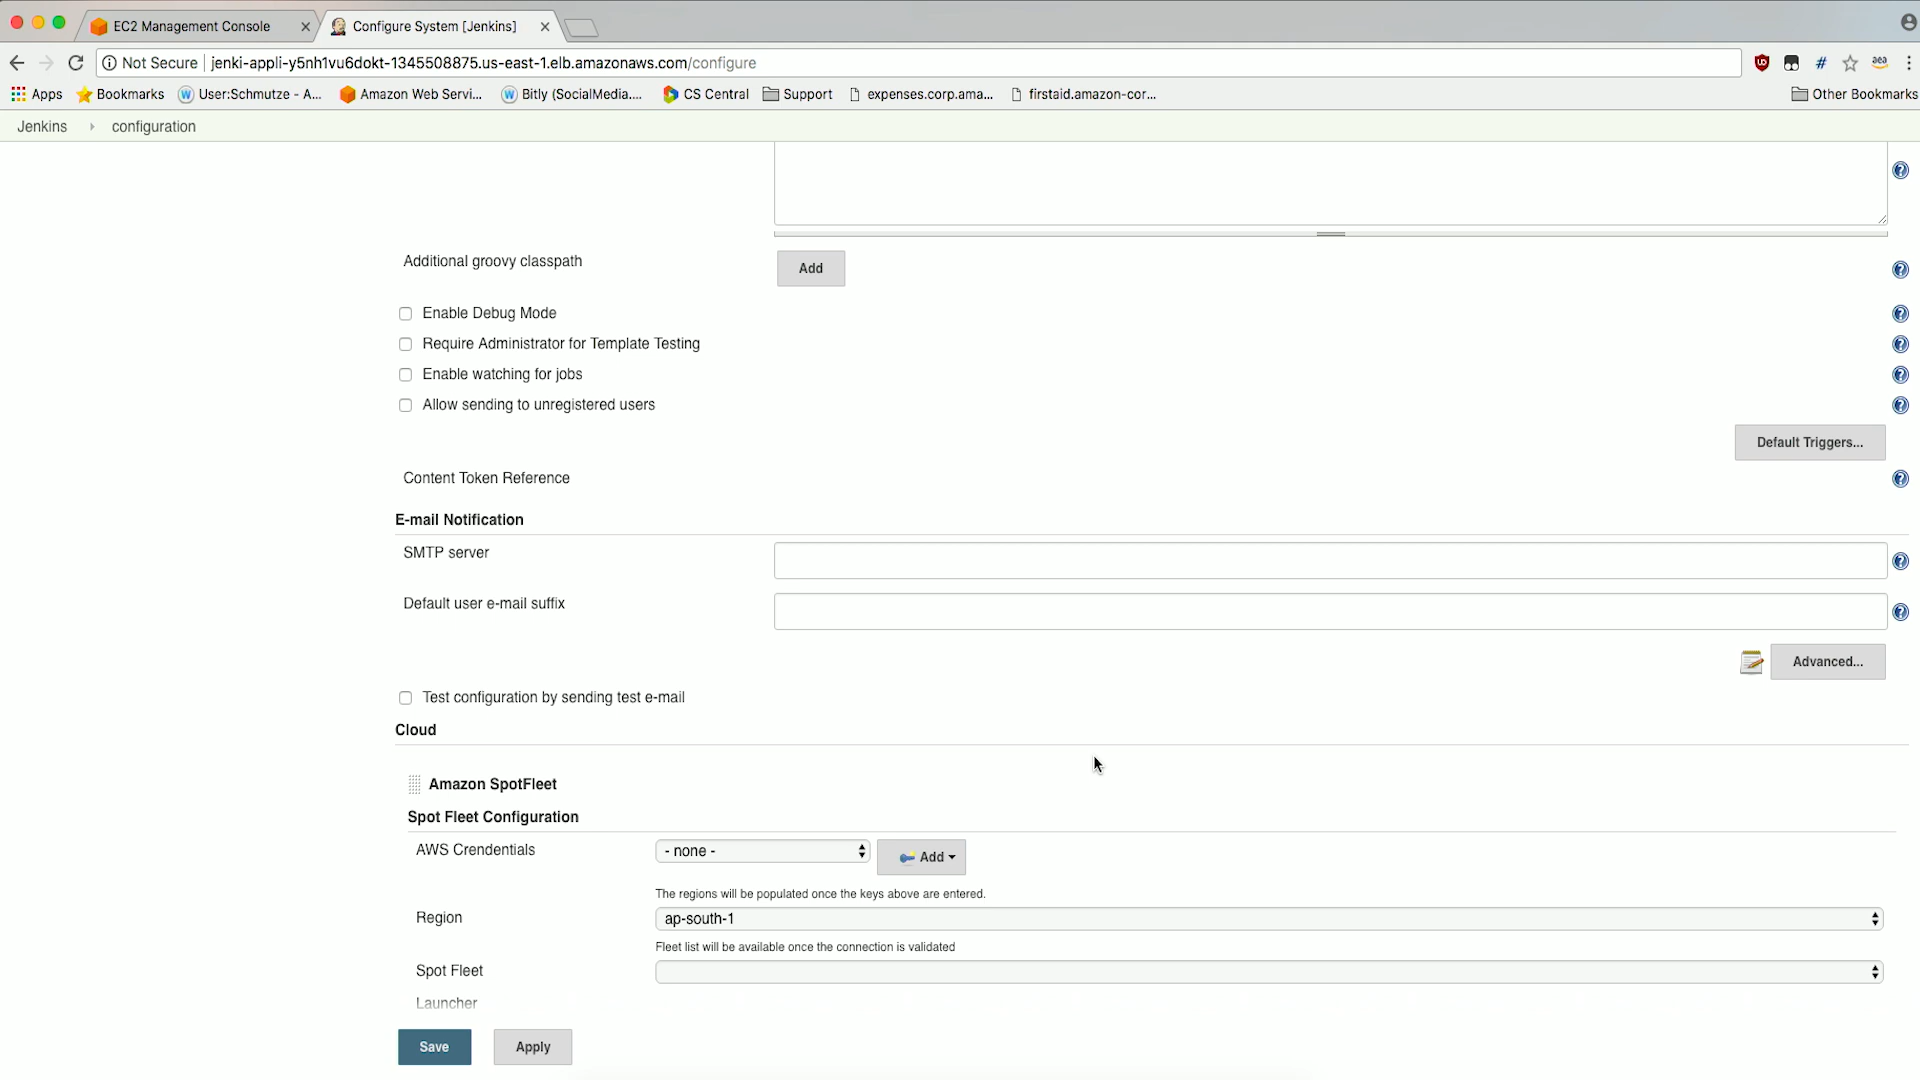 EC2 Management Console
Configure System [Jenkins]
Not Secure
jenki-appli-y5nh1vu6dokt-1345508875.us-east-1.elb.amazonaws.com/configure
Apps
Bookmarks
User:Schmutze - A...
Amazon Web Servi...
Bitly (SocialMedia....
CS Central
Support
expenses.corp.ama...
firstaid.amazon-cor...
Other Bookmarks
Jenkins
configuration
Additional groovy classpath
Add
Enable Debug Mode
Require Administrator for Template Testing
Enable watching for jobs
Allow sending to unregistered users
Default Triggers...
Content Token Reference
E-mail Notification
SMTP server
Default user e-mail suffix
Advanced...
Test configuration by sending test e-mail
Cloud
Amazon SpotFleet
Spot Fleet Configuration
AWS Crendentials
- none -
Add
The regions will be populated once the keys above are entered.
Region
ap-south-1
Fleet list will be available once the connection is validated
Spot Fleet
Launcher
Save
Apply